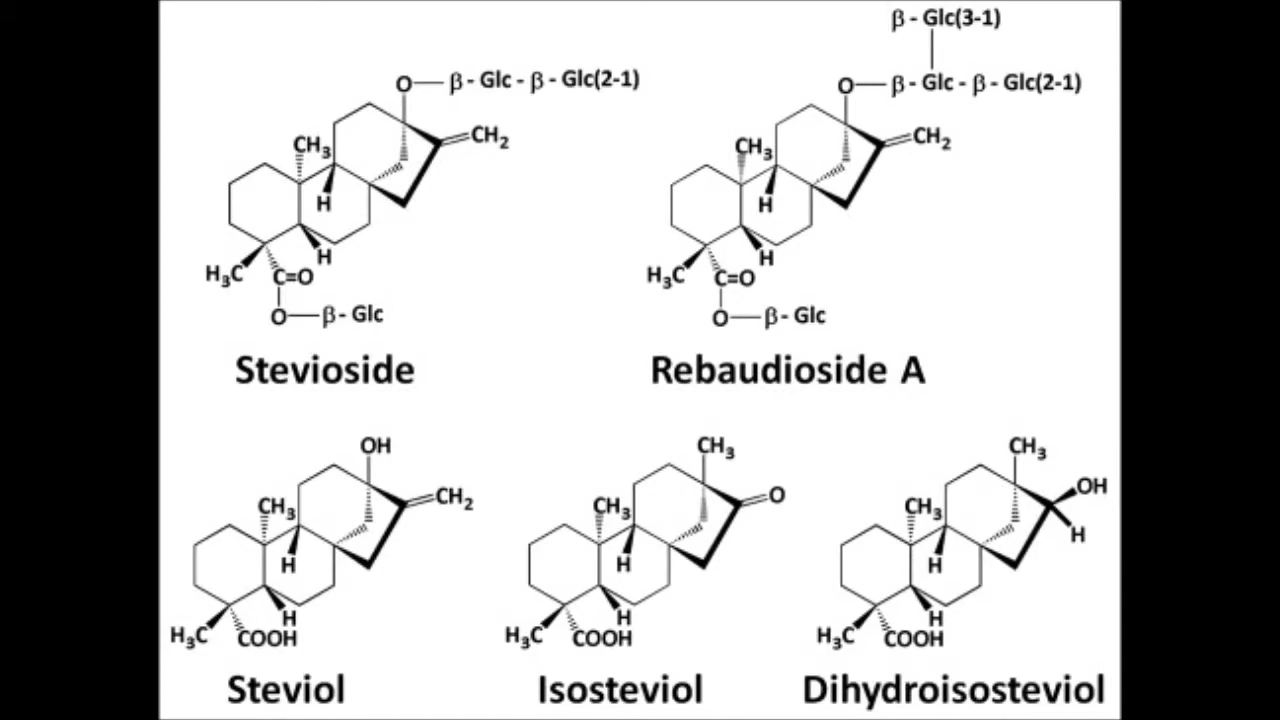 β - Glc(3-1)
O β - Glc - β - Glc(2-1)
O β - Glc - β - Glc(2-1)
CH3 CH2
CH3 CH2
H
H
H
H
H3C C=O
H3C C=O
O β - Glc
O β - Glc
Stevioside
Rebaudioside A
OH
CH3
CH3
CH3 CH2
CH3 O
CH3 OH
H
H
H
H
H
H
H
H3C COOH
H3C COOH
H3C COOH
Steviol
Isosteviol
Dihydroisosteviol